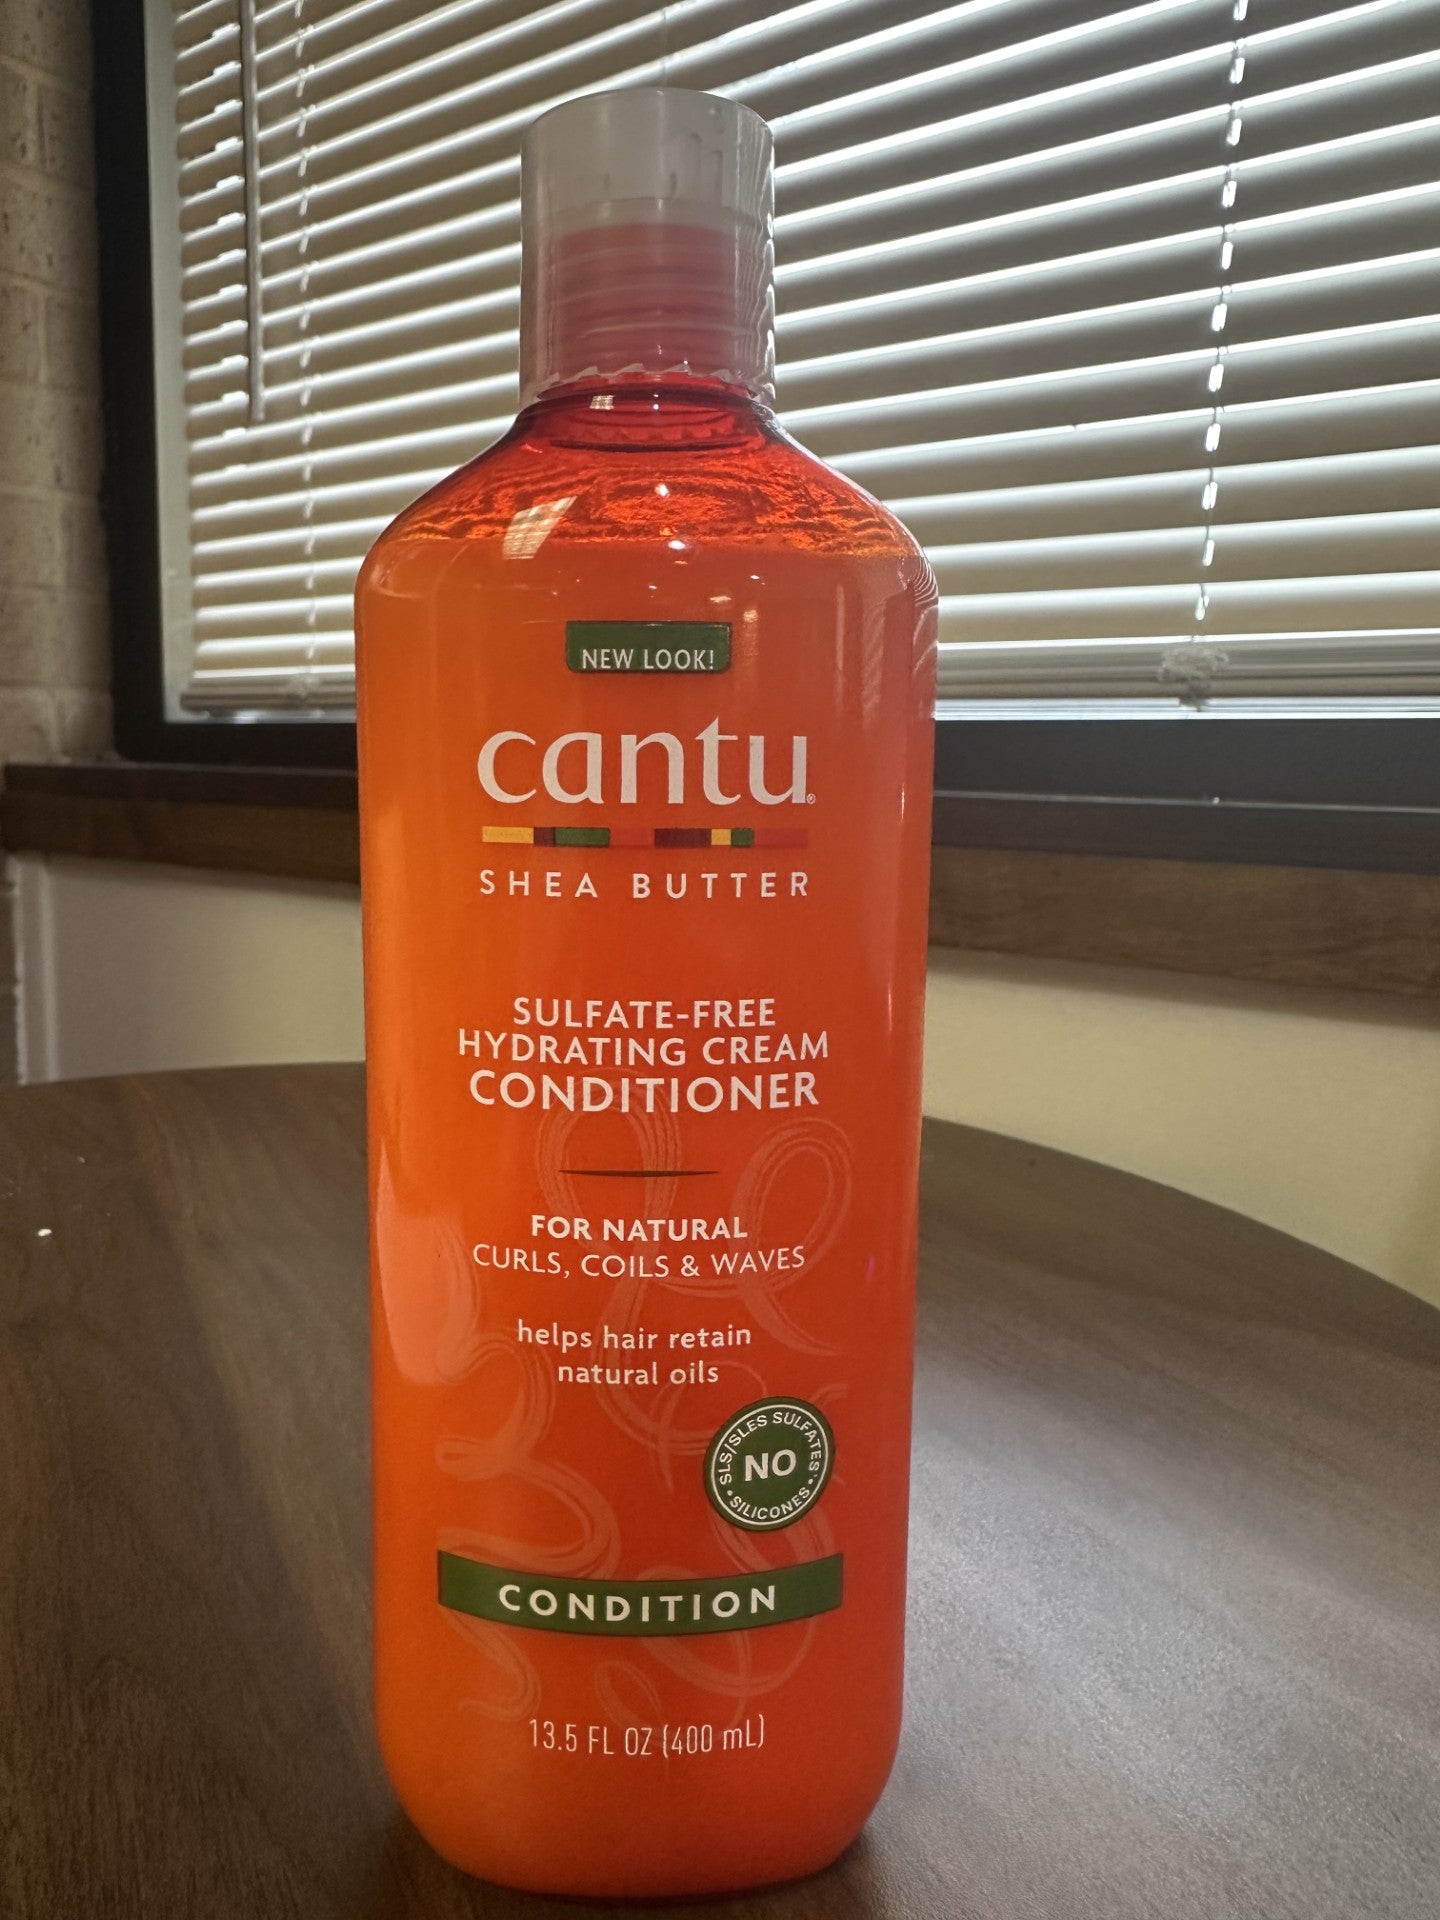 NEW LOOK!
cantu®
SHEA BUTTER
SULFATE-FREE
HYDRATING CREAM
CONDITIONER
FOR NATURAL
CURLS, COILS & WAVES
helps hair retain
natural oils
SLS/SLES SULFATES
NO
SILICONES
CONDITION
13.5 FL OZ (400 mL)